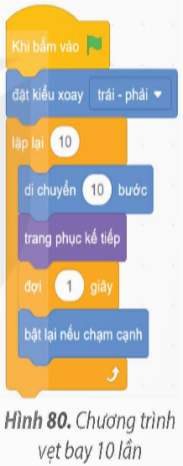 Khi bấm vào
đặt kiểu xoay trái - phải
lặp lại 10
di chuyển 10 bước
trang phục kế tiếp
đợi 1 giây
bật lại nếu chạm cạnh
Hình 80. Chương trình
vẹt bay 10 lần